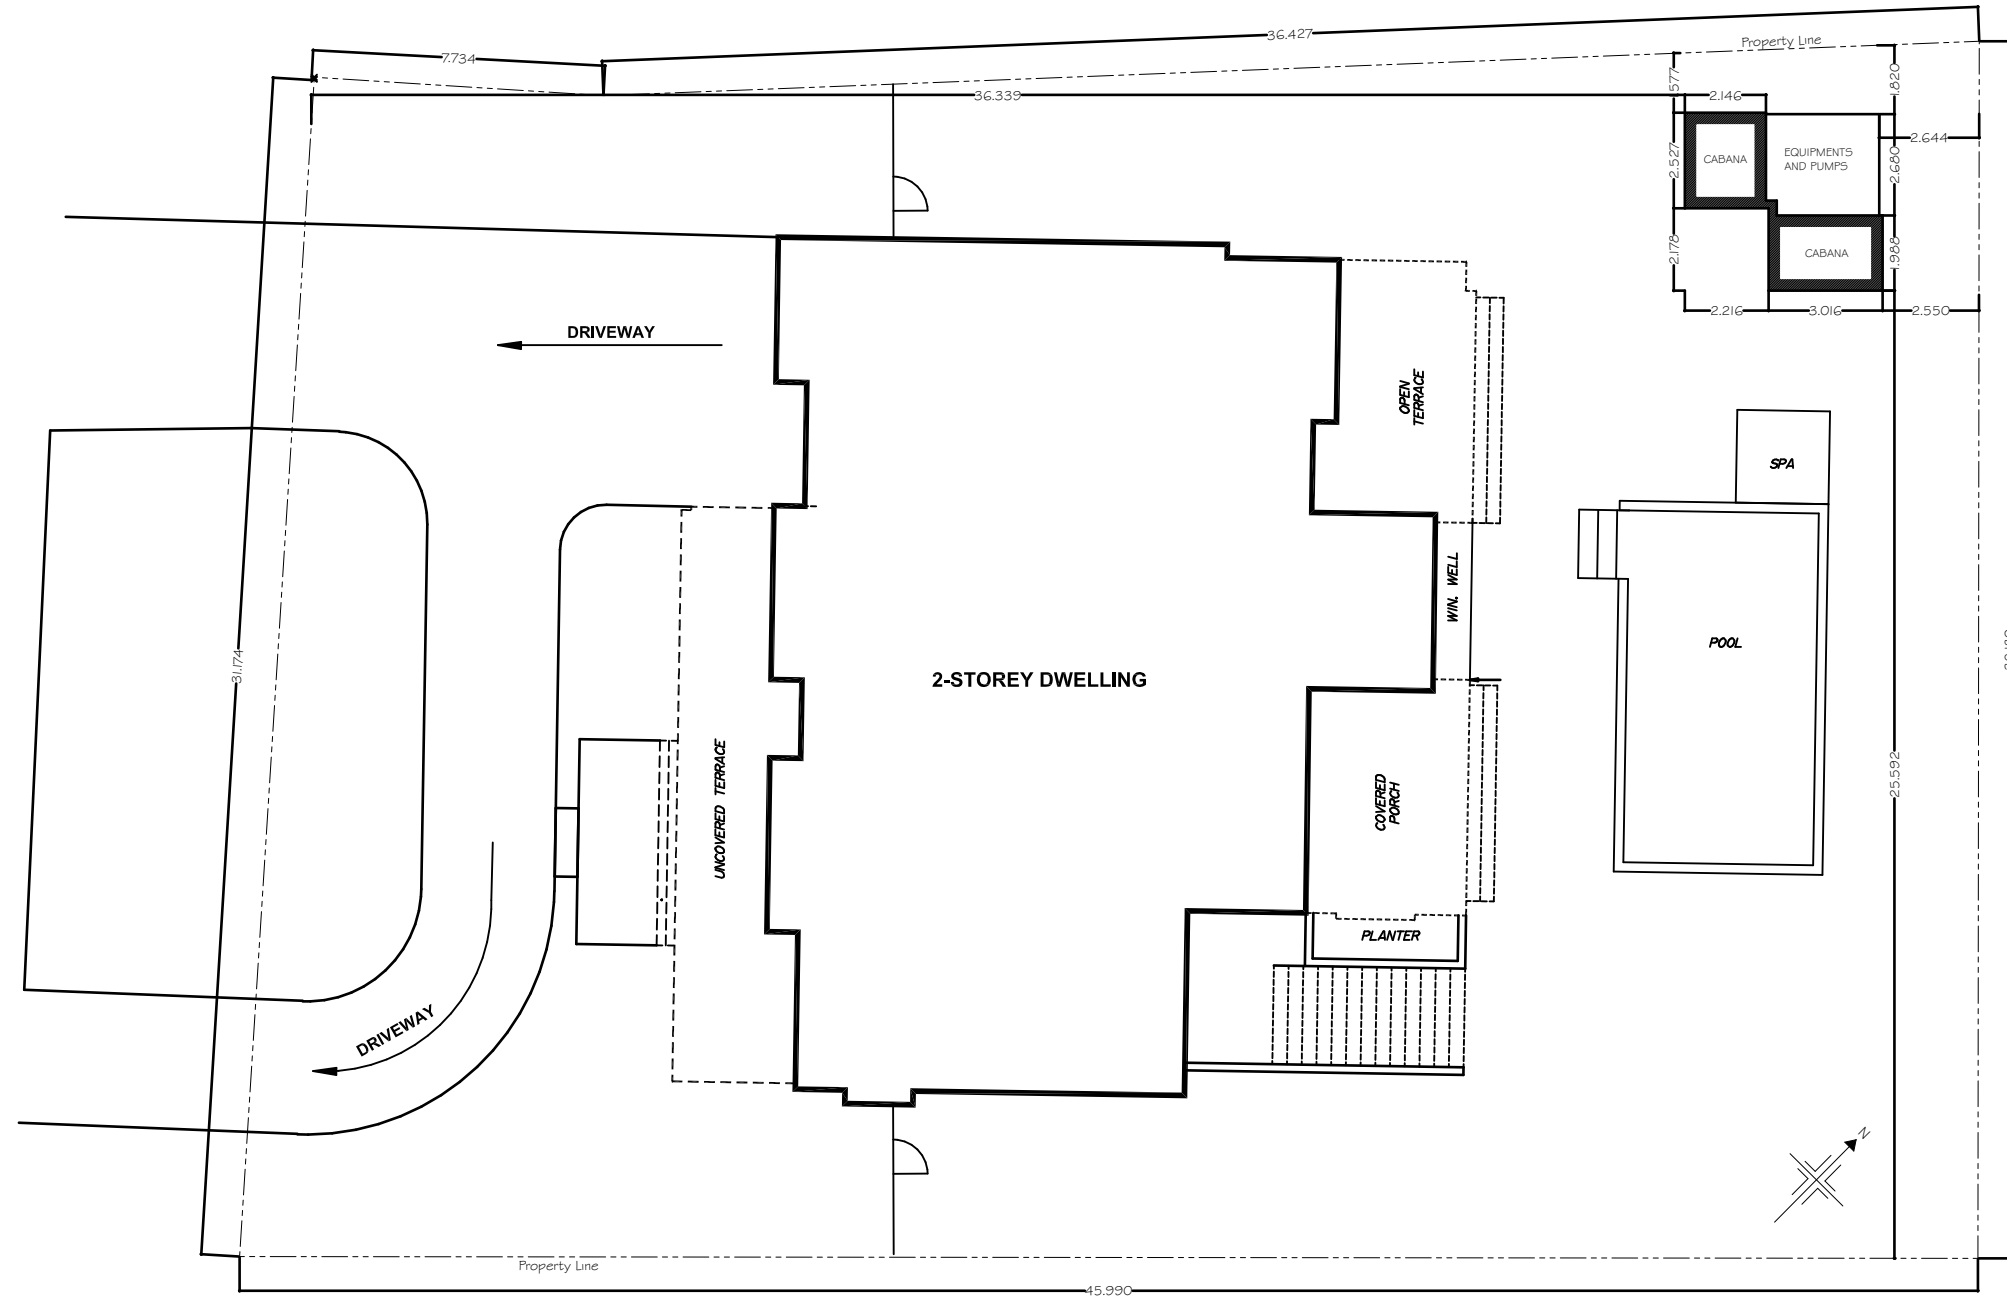 7.734
36.427
Property Line
36.339
1.577
2.146
1.820
2.644
2.527
CABANA
EQUIPMENTS
AND PUMPS
2.680
2.178
CABANA
1.988
2.216
3.016
2.550
DRIVEWAY
OPEN
TERRACE
SPA
WIN. WELL
POOL
31.174
2-STOREY DWELLING
UNCOVERED TERRACE
COVERED
PORCH
25.592
PLANTER
DRIVEWAY
N
Property Line
45.990